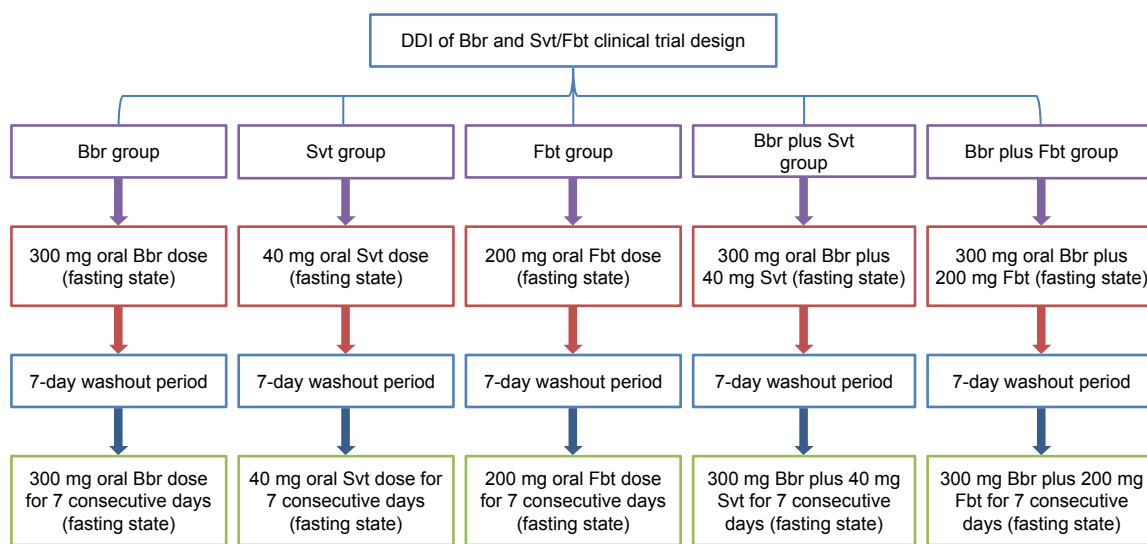 DDI of Bbr and Svt/Fbt clinical trial design
Bbr group
Svt group
Fbt group
Bbr plus Svt
group
Bbr plus Fbt group
300 mg oral Bbr dose
(fasting state)
40 mg oral Svt dose
(fasting state)
200 mg oral Fbt dose
(fasting state)
300 mg oral Bbr plus
40 mg Svt (fasting state)
300 mg oral Bbr plus
200 mg Fbt (fasting state)
7-day washout period
7-day washout period
7-day washout period
7-day washout period
7-day washout period
300 mg oral Bbr dose
for 7 consecutive days
(fasting state)
40 mg oral Svt dose for
7 consecutive days
(fasting state)
200 mg oral Fbt dose
for 7 consecutive days
(fasting state)
300 mg Bbr plus 40 mg
Svt for 7 consecutive
days (fasting state)
300 mg Bbr plus 200 mg
Fbt for 7 consecutive
days (fasting state)